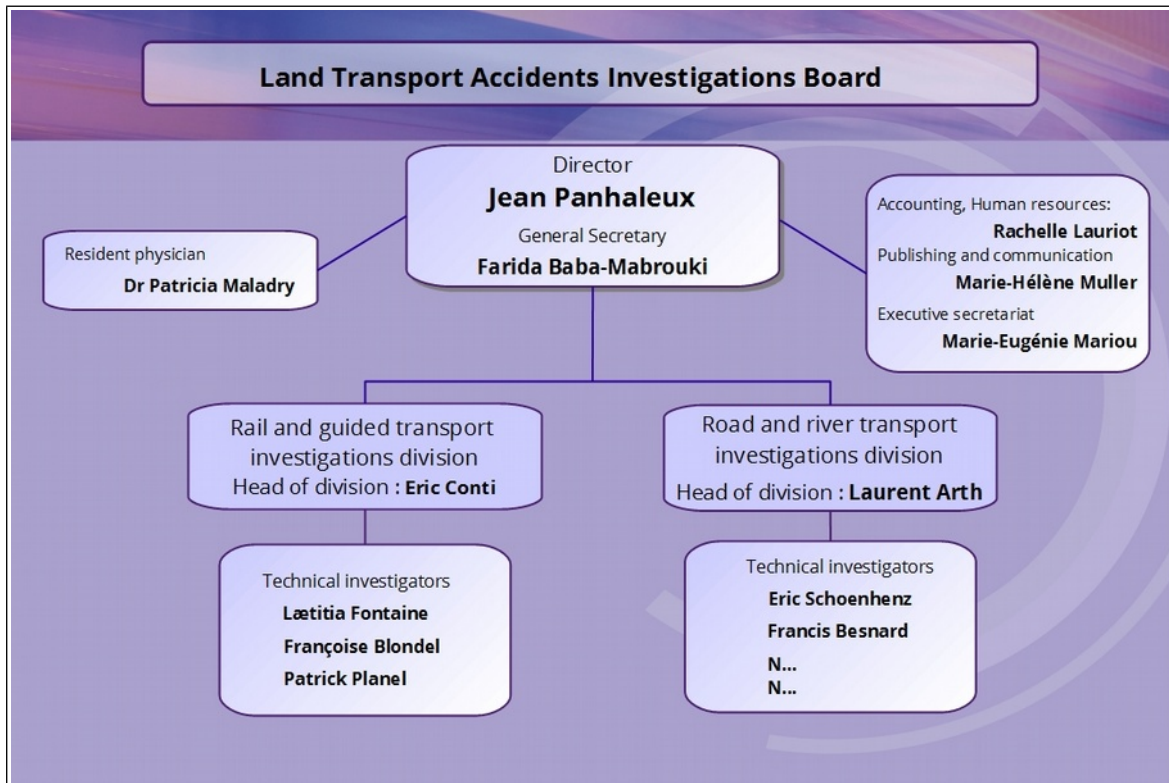 Land Transport Accidents Investigations Board
Director
Jean Panhaleux
General Secretary
Farida Baba-Mabrouki
Resident physician
Dr Patricia Maladry
Accounting, Human resources:
Rachelle Lauriot
Publishing and communication
Marie-Hélène Muller
Executive secretariat
Marie-Eugénie Mariou
Rail and guided transport
investigations division
Head of division : Eric Conti
Road and river transport
investigations division
Head of division : Laurent Arth
Technical investigators
Lætitia Fontaine
Françoise Blondel
Patrick Planel
Technical investigators
Eric Schoenhenz
Francis Besnard
N...
N...